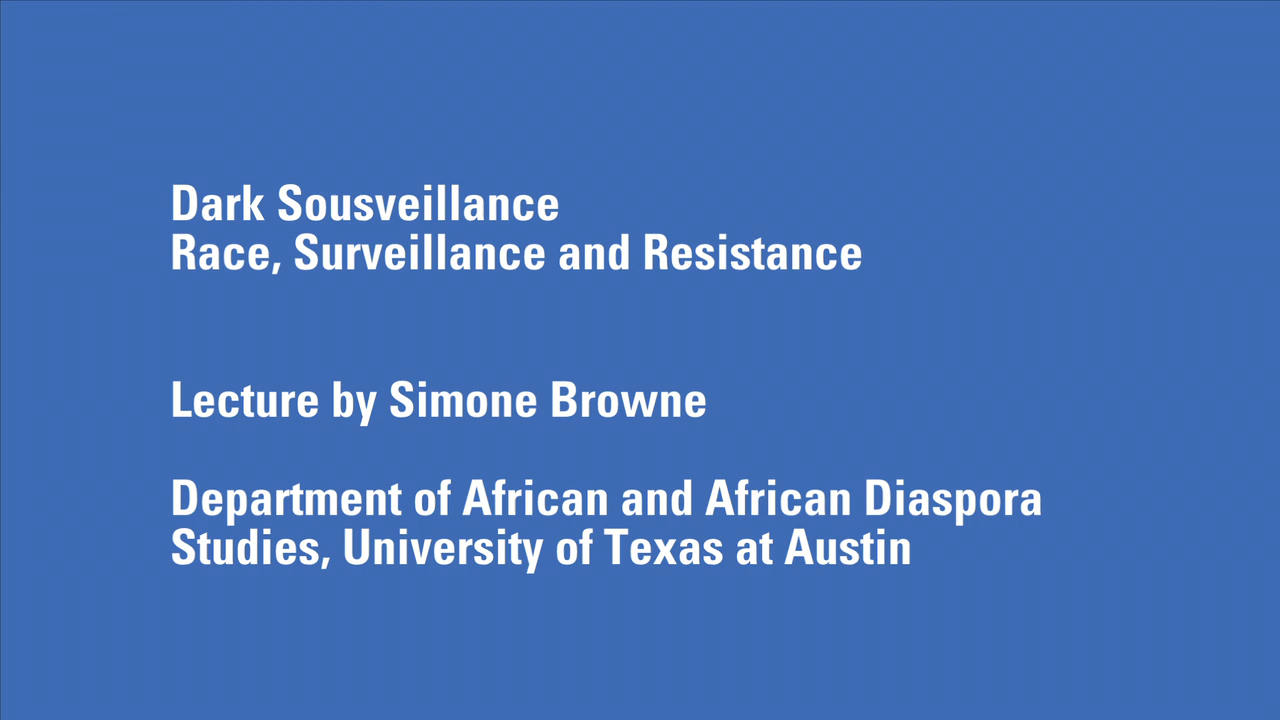 Dark Sousveillance
Race, Surveillance and Resistance
Lecture by Simone Browne
Department of African and African Diaspora
Studies, University of Texas at Austin